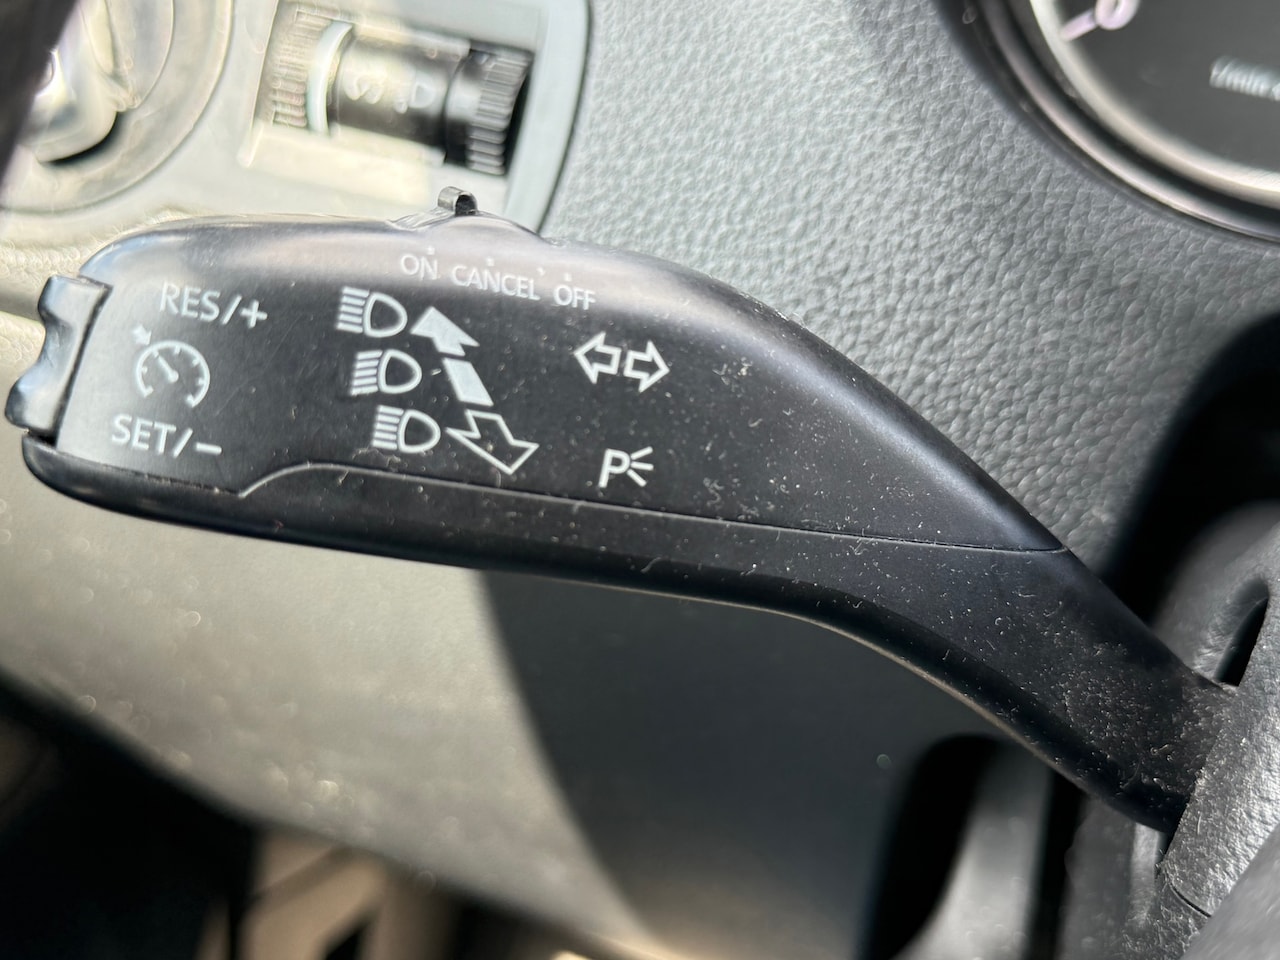 ON CANCEL OFF
RES/+
SET/-
P